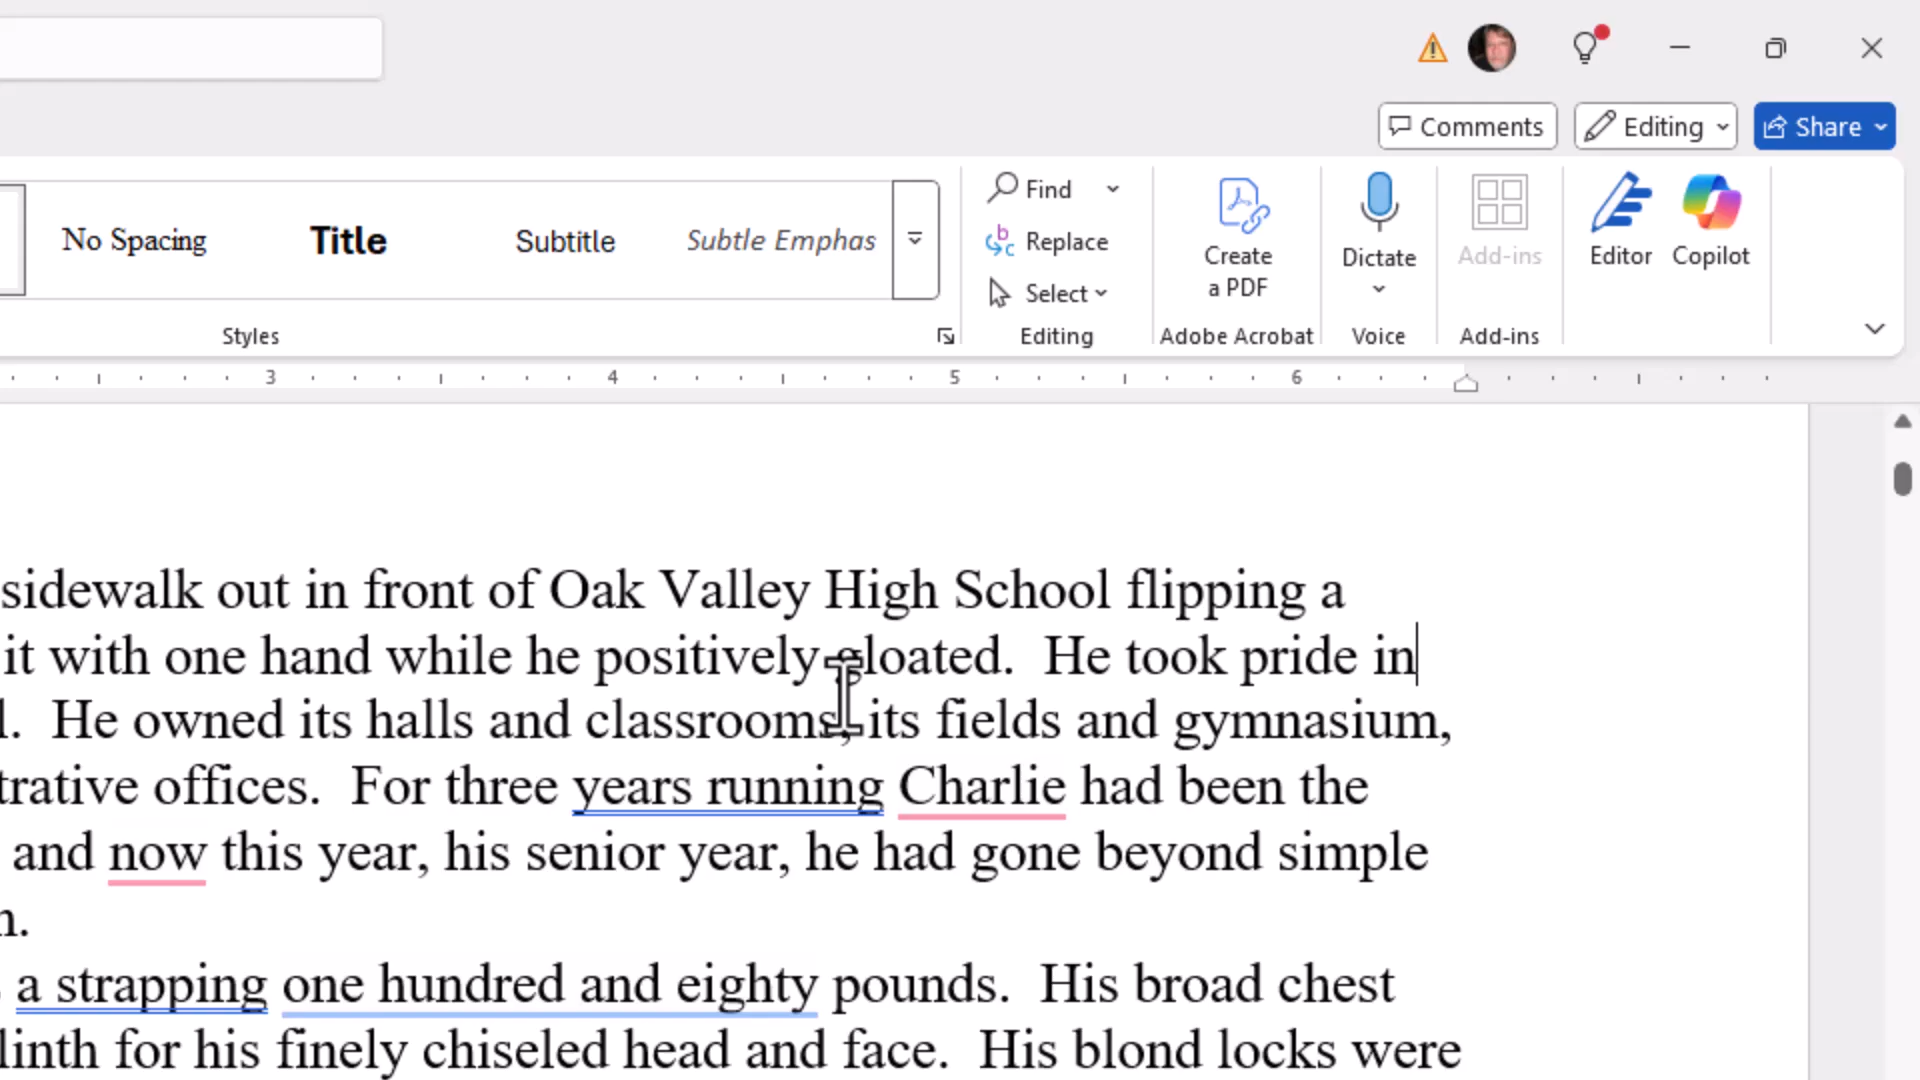 Comments Editing Share
No Spacing Title Subtitle Subtle Emphas
Find
Replace
Select
Create
a PDF
Dictate
Add-ins
Editor
Copilot
Styles Editing Adobe Acrobat Voice Add-ins
3 4 5 6
sidewalk out in front of Oak Valley High School flipping a
it with one hand while he positively gloated.  He took pride in
l.  He owned its halls and classrooms, its fields and gymnasium,
trative offices.  For three years running Charlie had been the
and now this year, his senior year, he had gone beyond simple
n.
a strapping one hundred and eighty pounds.  His broad chest
linth for his finely chiseled head and face.  His blond locks were